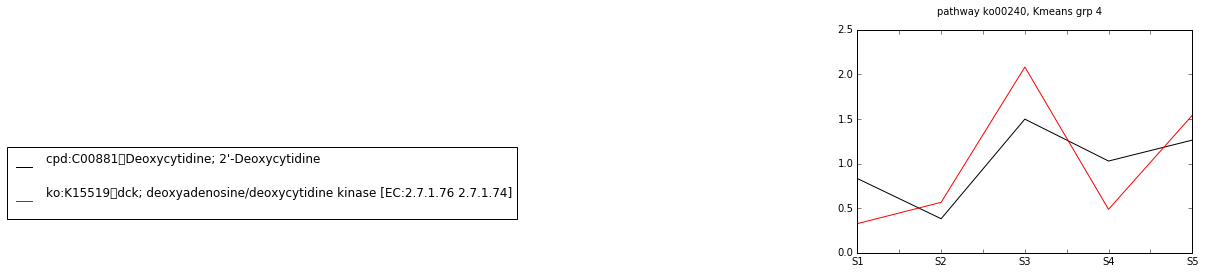 pathway ko00240, Kmeans grp 4
2.5
2.0
1.5
1.0
0.5
0.0
S1 S2 S3 S4 S5
cpd:C00881▯Deoxycytidine; 2'-Deoxycytidine
ko:K15519▯dck; deoxyadenosine/deoxycytidine kinase [EC:2.7.1.76 2.7.1.74]